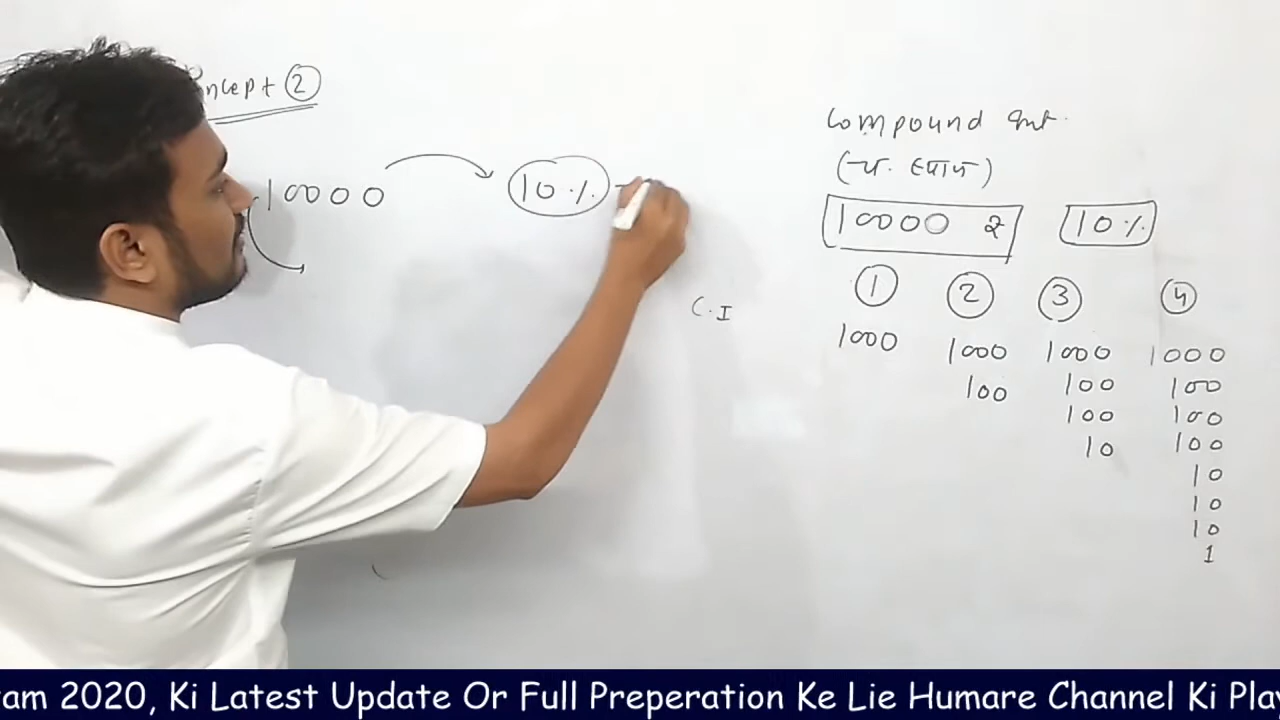 ncept 2
10000 10%
C.I
Compound Int.
(च. ब्याज)
10000 ₹ 10%
1 2 3 4
1000 1000 1000 1000
100 100 100
100 100
10 100
10
10
10
1
am 2020, Ki Latest Update Or Full Preperation Ke Lie Humare Channel Ki Pla